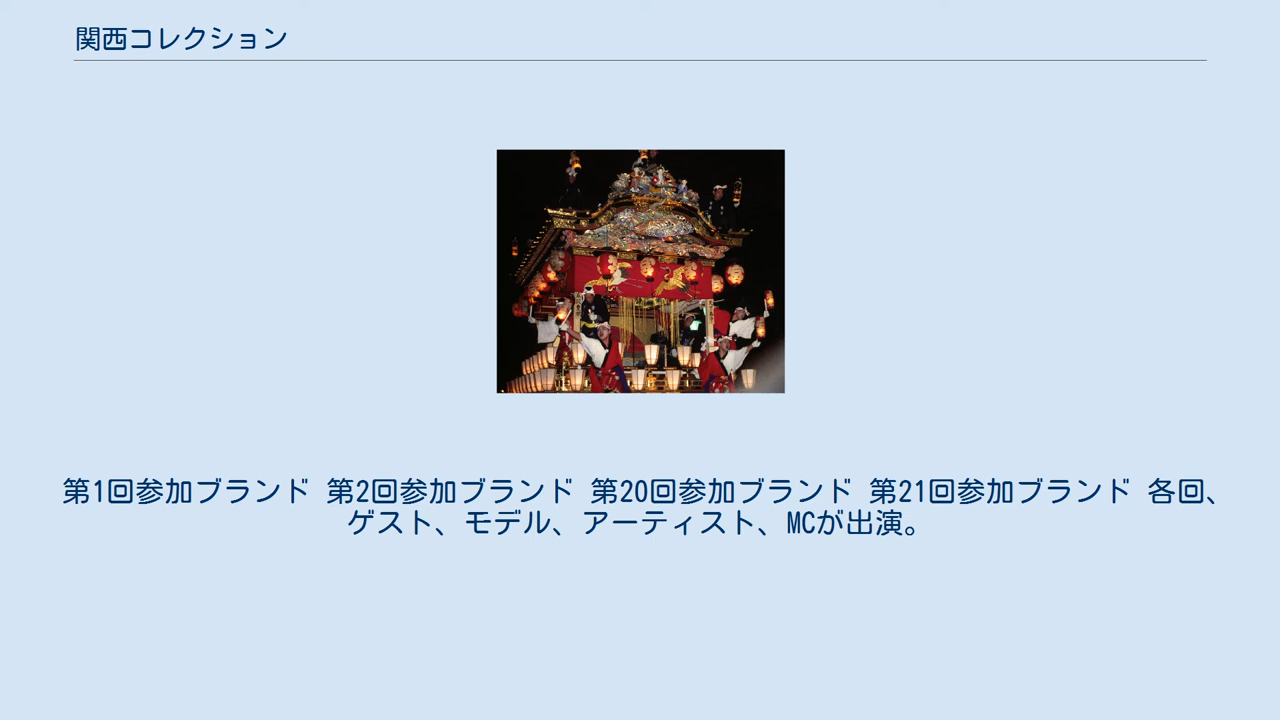 関西コレクション
第1回参加ブランド 第2回参加ブランド 第20回参加ブランド 第21回参加ブランド 各回、
ゲスト、モデル、アーティスト、MCが出演。